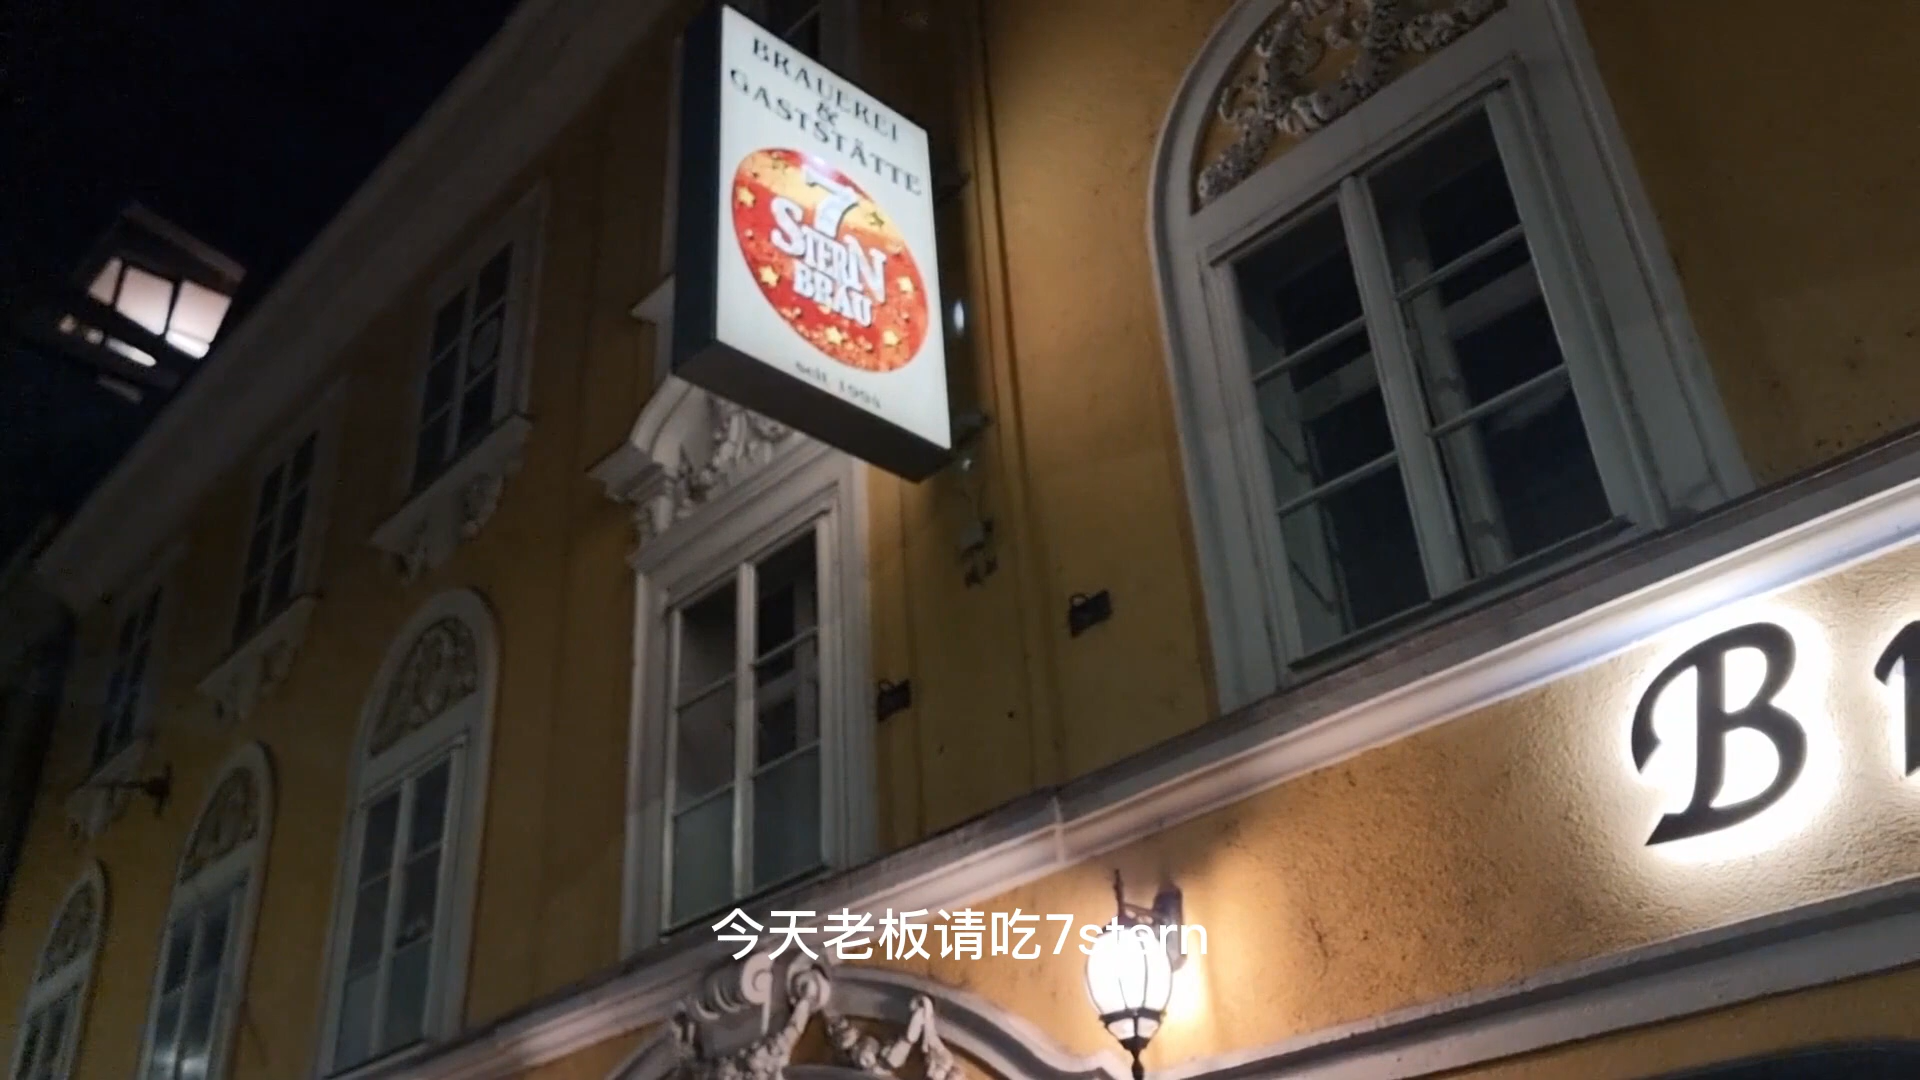 BRAUEREI
&
GASTSTÄTTE
7
STERN
BRÄU
seit 1994
B
今天老板请吃7stern